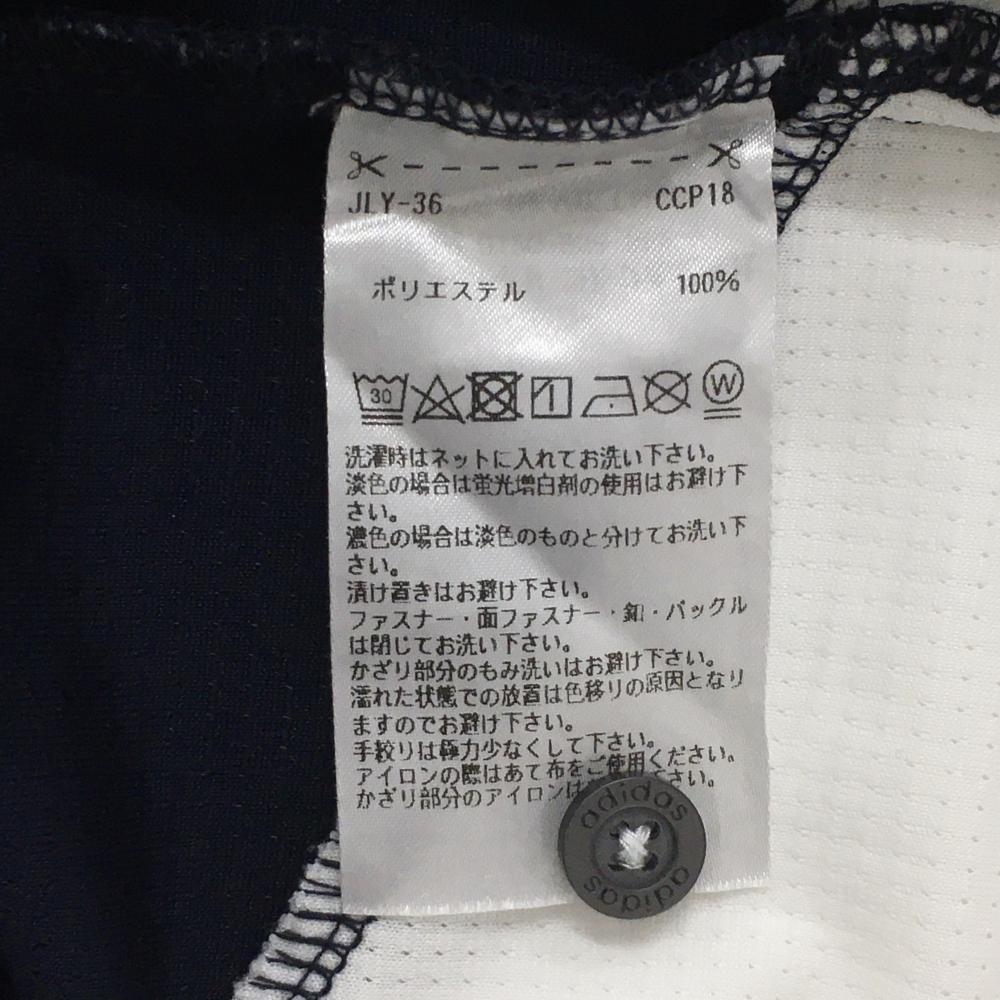 JLY-36 CCP18
ポリエステル 100%
30 W
洗濯時はネットに入れてお洗い下さい。
淡色の場合は蛍光増白剤の使用はお避け下
さい。
濃色の場合は淡色のものと分けてお洗い下
さい。
漬け置きはお避け下さい。
ファスナー・面ファスナー・釦・バックル
は閉じてお洗い下さい。
かざり部分のもみ洗いはお避け下さい。
濡れた状態での放置は色移りの原因となり
ますのでお避け下さい。
手絞りは極力少なくして下さい。
アイロンの際はあて布をご使用ください。
かざり部分のアイロンは さい。
adidas
adidas